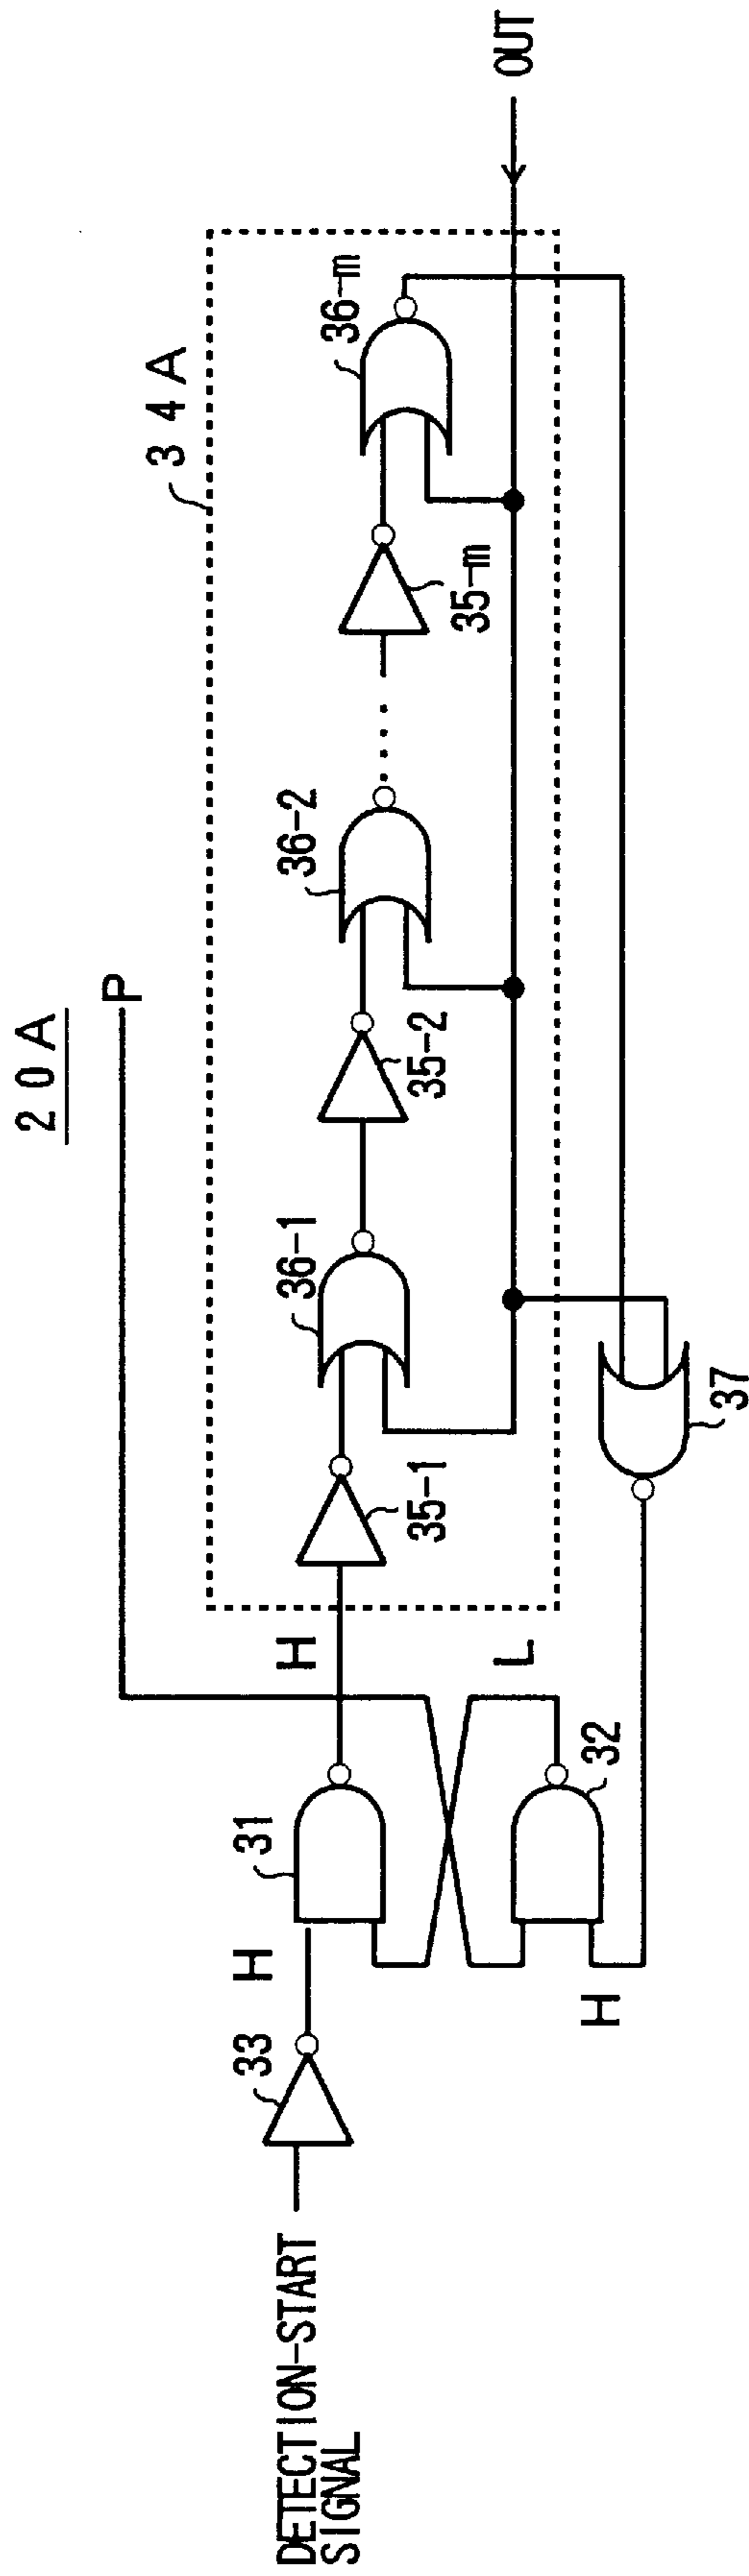 20A
P
34A
OUT
36-m
35-m
36-2
35-2
36-1
35-1
H
L
31
32
37
H
33
H
DETECTION-START
SIGNAL